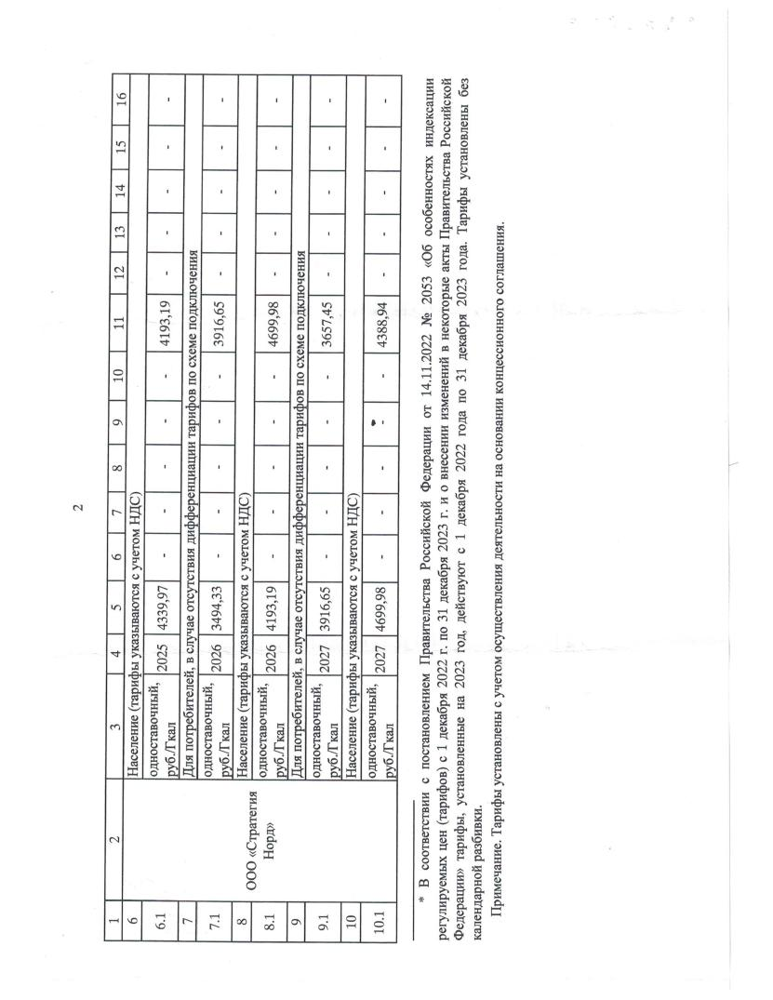 2
1 2 3 4 5 6 7 8 9 10 11 12 13 14 15 16
6 ООО «Стратегия Норд» Население (тарифы указываются с учетом НДС)
6.1 одноставочный, руб./Гкал 2025 4339,97 - - - - - 4193,19 - - - - -
7 Для потребителей, в случае отсутствия дифференциации тарифов по схеме подключения
7.1 одноставочный, руб./Гкал 2026 3494,33 - - - - - 3916,65 - - - - -
8 Население (тарифы указываются с учетом НДС)
8.1 одноставочный, руб./Гкал 2026 4193,19 - - - - - 4699,98 - - - - -
9 Для потребителей, в случае отсутствия дифференциации тарифов по схеме подключения
9.1 одноставочный, руб./Гкал 2027 3916,65 - - - - - 3657,45 - - - - -
10 Население (тарифы указываются с учетом НДС)
10.1 одноставочный, руб./Гкал 2027 4699,98 - - - - - 4388,94 - - - - -
* В соответствии с постановлением Правительства Российской Федерации от 14.11.2022 № 2053 «Об особенностях индексации
регулируемых цен (тарифов) с 1 декабря 2022 г. по 31 декабря 2023 г. и о внесении изменений в некоторые акты Правительства Российской
Федерации» тарифы, установленные на 2023 год, действуют с 1 декабря 2022 года по 31 декабря 2023 года. Тарифы установлены без
календарной разбивки.
Примечание. Тарифы установлены с учетом осуществления деятельности на основании концессионного соглашения.